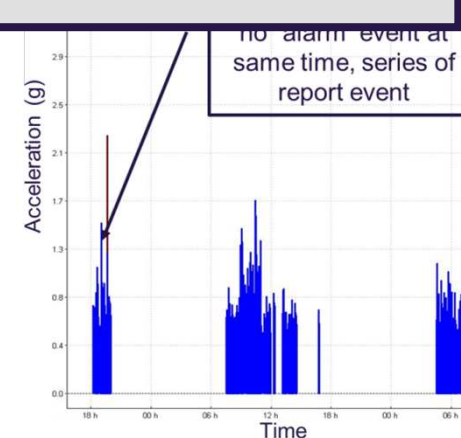 no "alarm" event at
same time, series of
report event
Acceleration (g)
2.9
2.5
2.1
1.7
1.3
0.8
0.4
0.0
18 h
00 h
06 h
12 h
18 h
00 h
06 h
Time